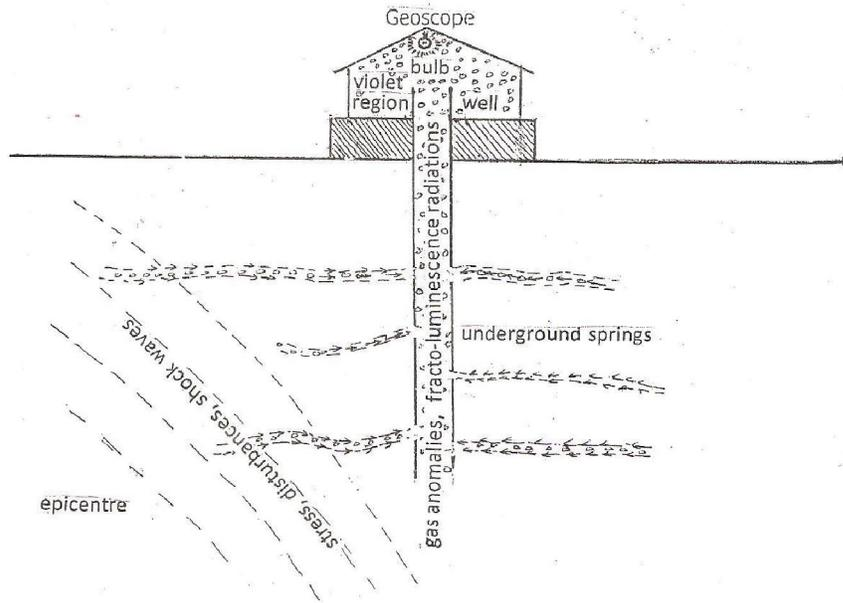 Geoscope
bulb
violet
region
well
gas anomalies, fracto-luminescence radiations
underground springs
stress, disturbances, shock waves
epicentre